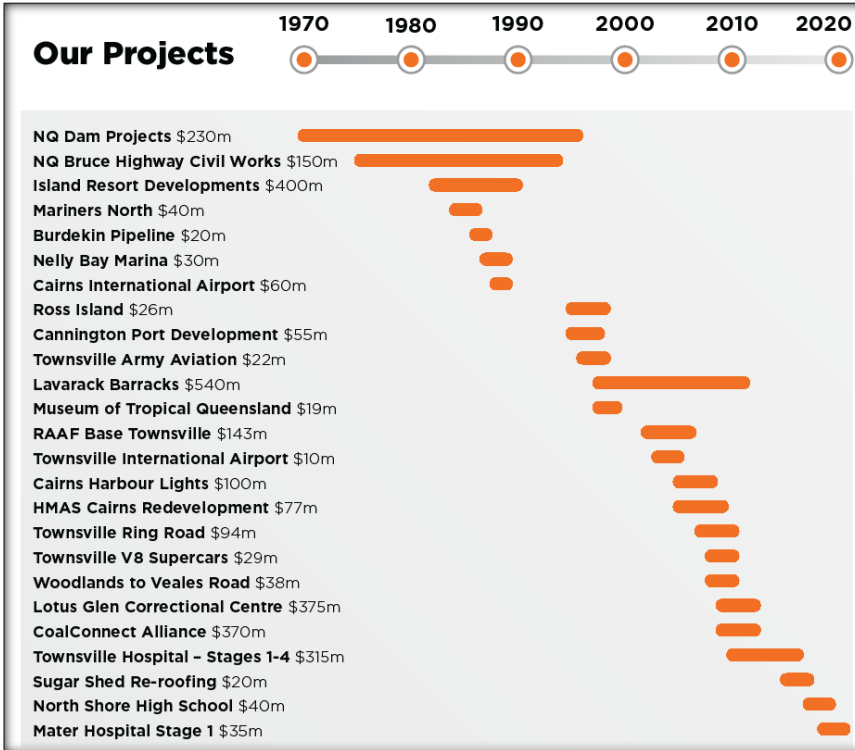 1970 1980 1990 2000 2010 2020
Our Projects
NQ Dam Projects $230m
NQ Bruce Highway Civil Works $150m
Island Resort Developments $400m
Mariners North $40m
Burdekin Pipeline $20m
Nelly Bay Marina $30m
Cairns International Airport $60m
Ross Island $26m
Cannington Port Development $55m
Townsville Army Aviation $22m
Lavarack Barracks $540m
Museum of Tropical Queensland $19m
RAAF Base Townsville $143m
Townsville International Airport $10m
Cairns Harbour Lights $100m
HMAS Cairns Redevelopment $77m
Townsville Ring Road $94m
Townsville V8 Supercars $29m
Woodlands to Veales Road $38m
Lotus Glen Correctional Centre $375m
CoalConnect Alliance $370m
Townsville Hospital – Stages 1-4 $315m
Sugar Shed Re-roofing $20m
North Shore High School $40m
Mater Hospital Stage 1 $35m